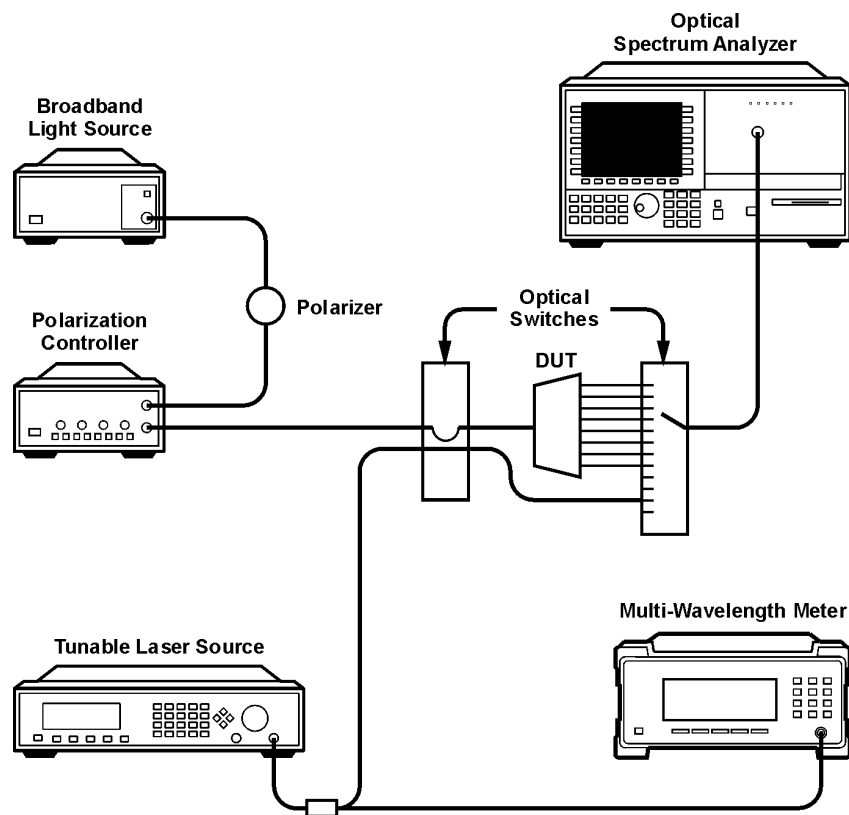 Optical
Spectrum Analyzer
Broadband
Light Source
Polarizer
Optical
Switches
Polarization
Controller
DUT
Multi-Wavelength Meter
Tunable Laser Source